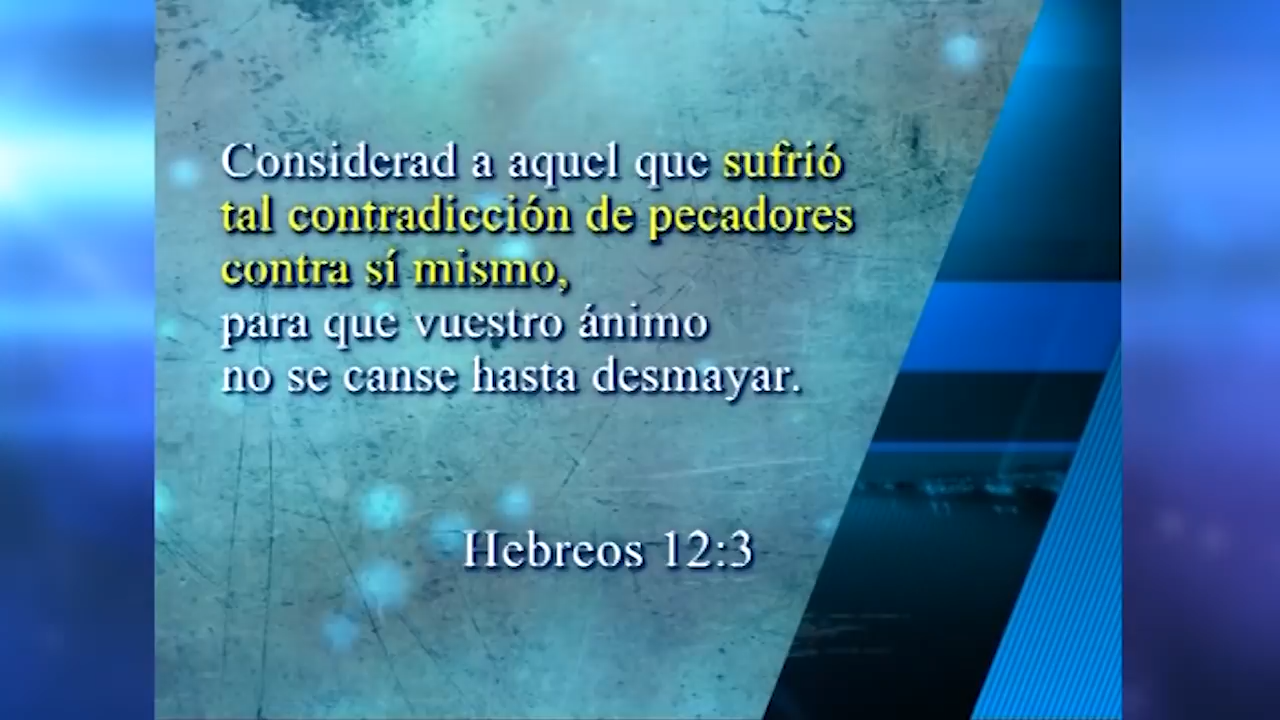 Considerad a aquel que sufrió
tal contradicción de pecadores
contra sí mismo,
para que vuestro ánimo
no se canse hasta desmayar.
Hebreos 12:3